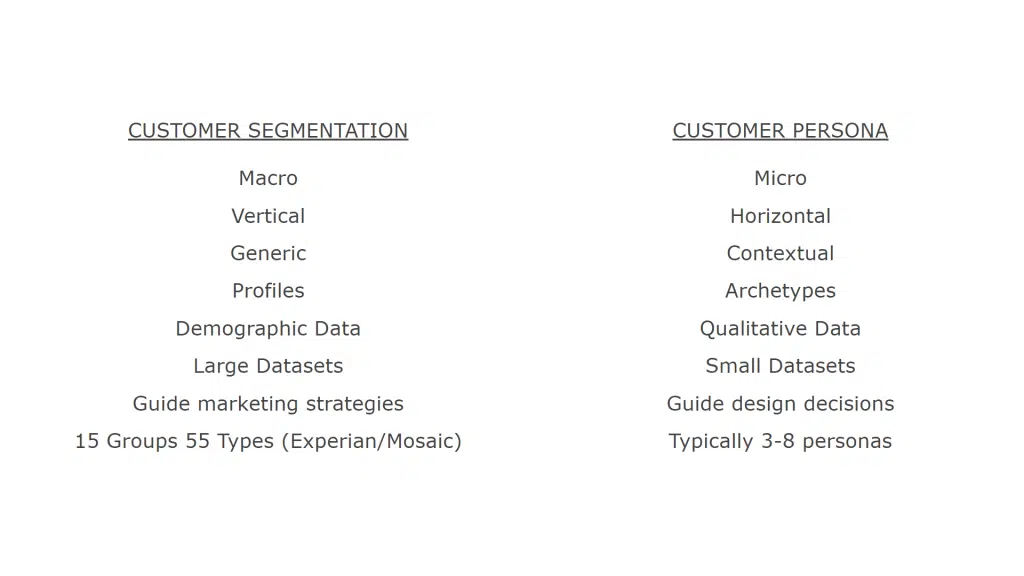 CUSTOMER SEGMENTATION
Macro
Vertical
Generic
Profiles
Demographic Data
Large Datasets
Guide marketing strategies
15 Groups 55 Types (Experian/Mosaic)
CUSTOMER PERSONA
Micro
Horizontal
Contextual
Archetypes
Qualitative Data
Small Datasets
Guide design decisions
Typically 3-8 personas